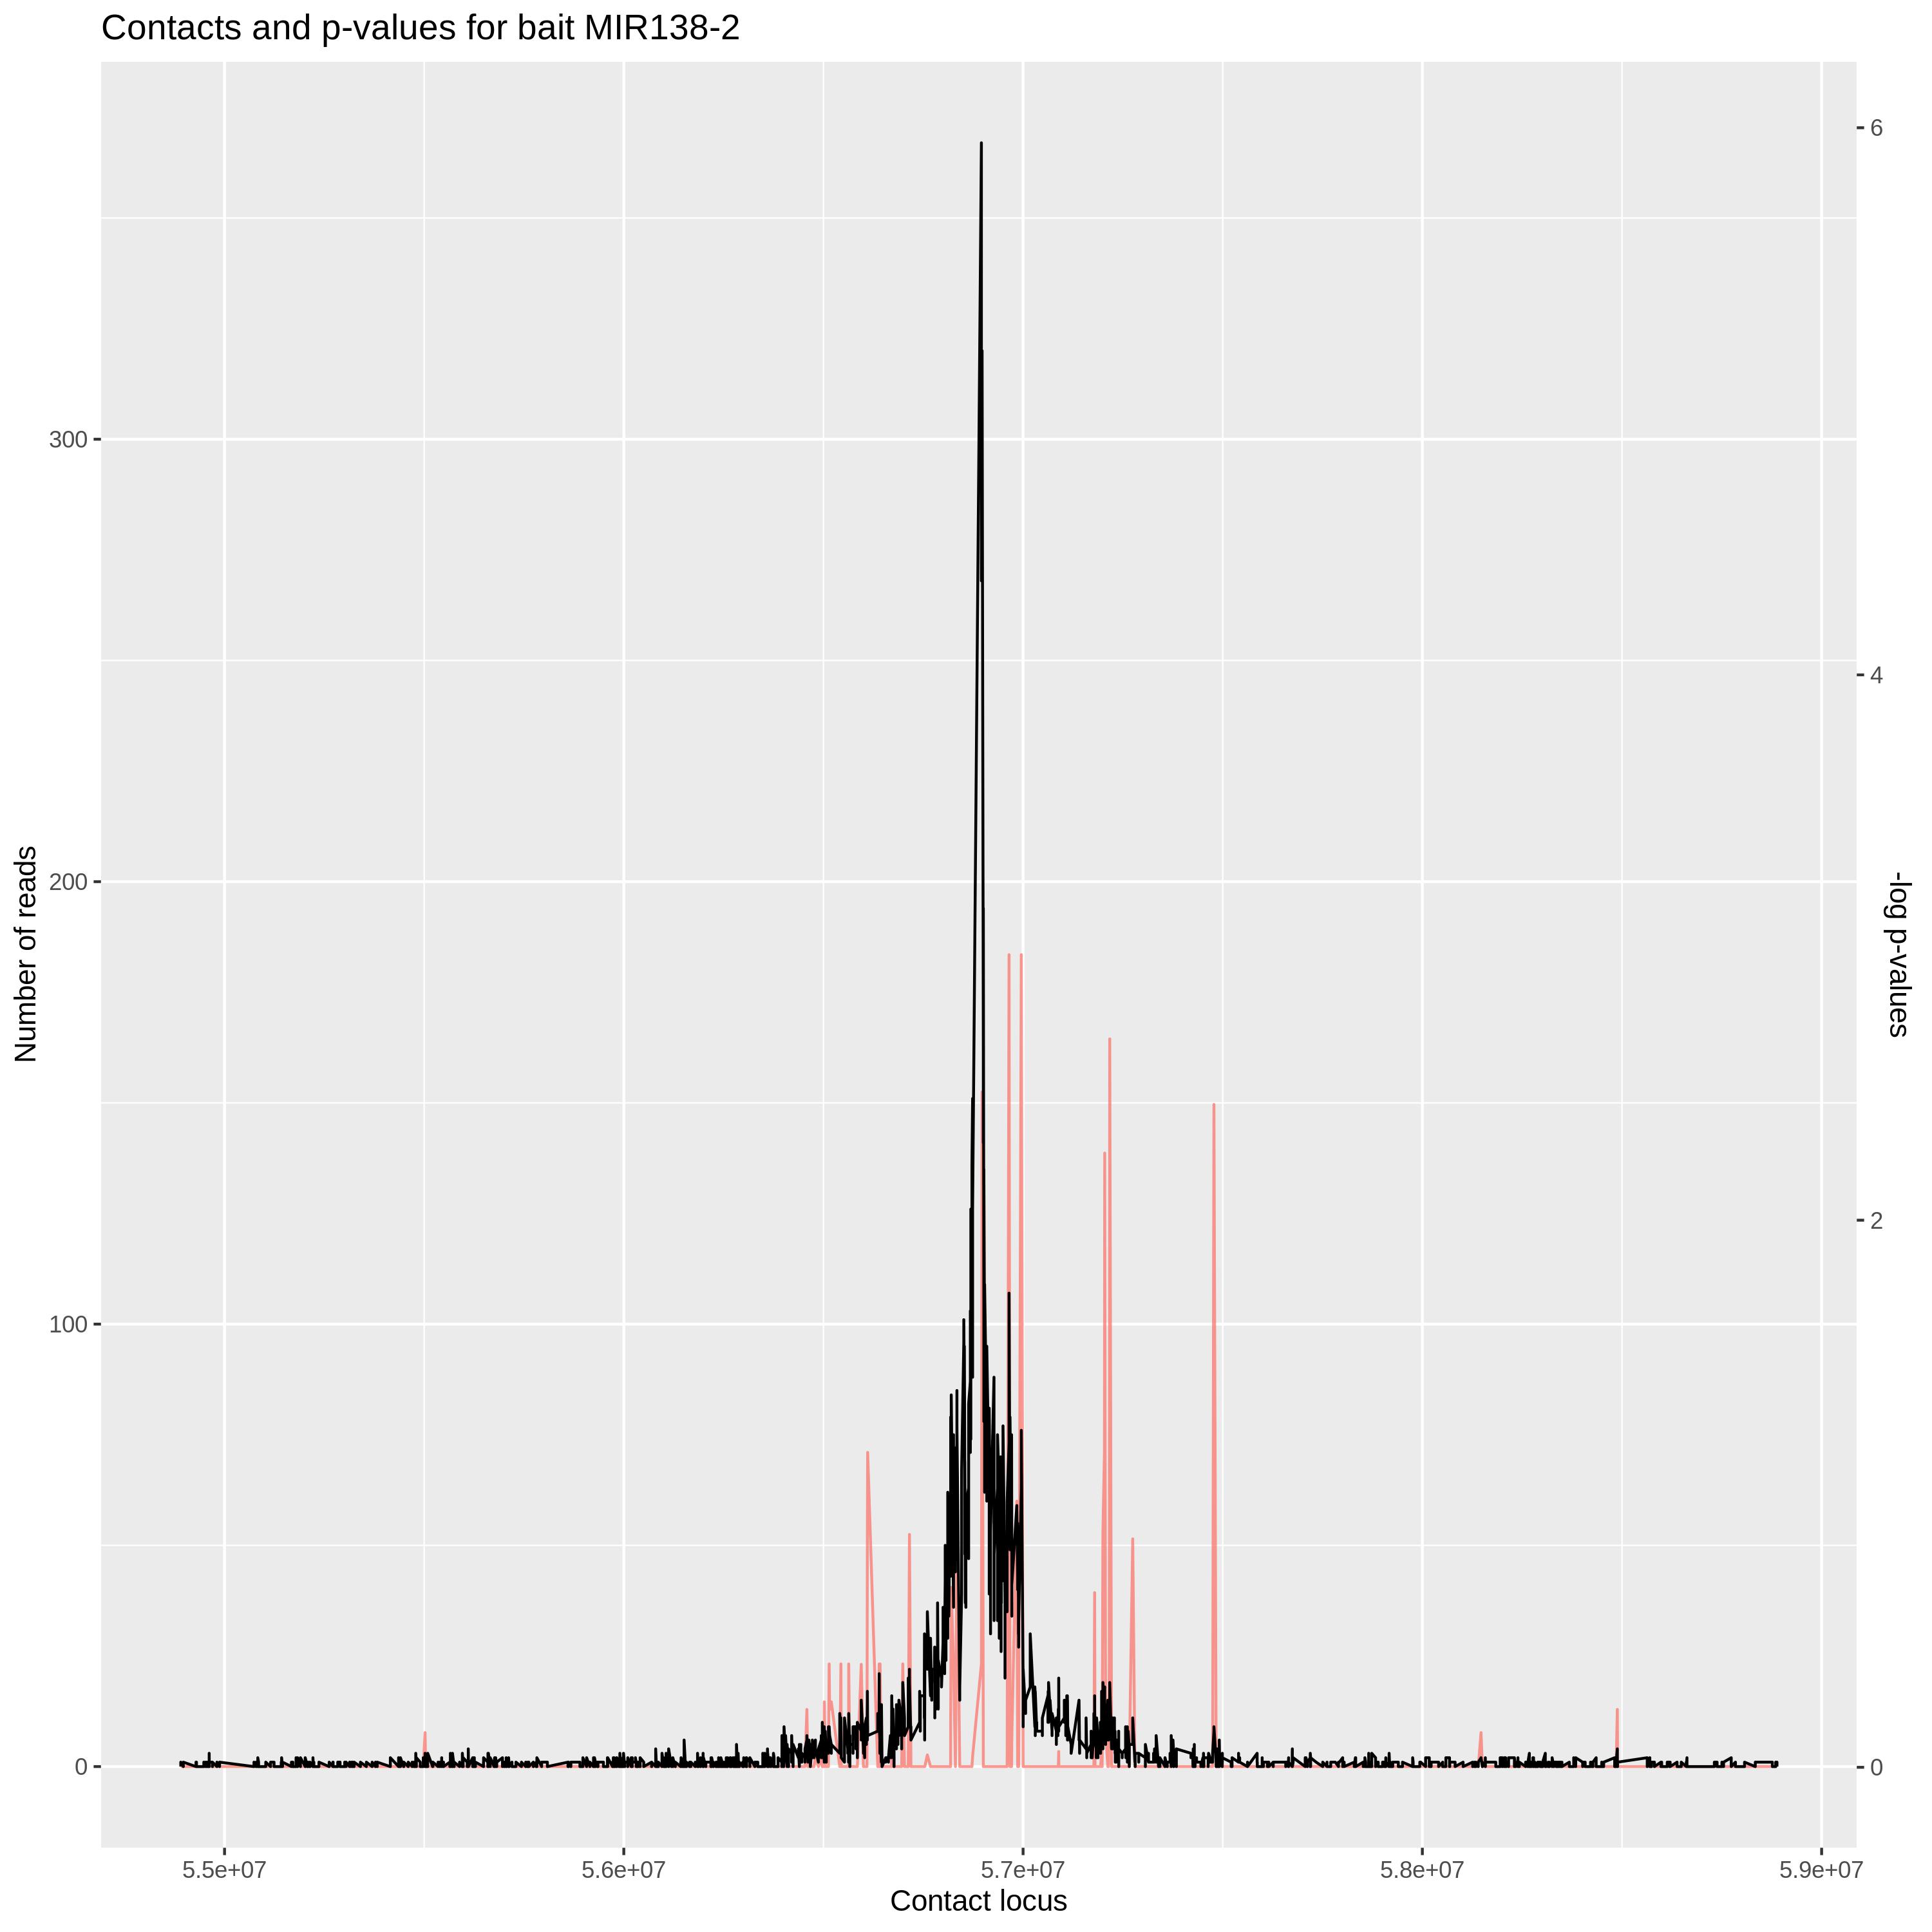 Contacts and p-values for bait MIR138-2
Number of reads
300
200
100
0
6
4
2
0
-log p-values
5.5e+07
5.6e+07
5.7e+07
5.8e+07
5.9e+07
Contact locus